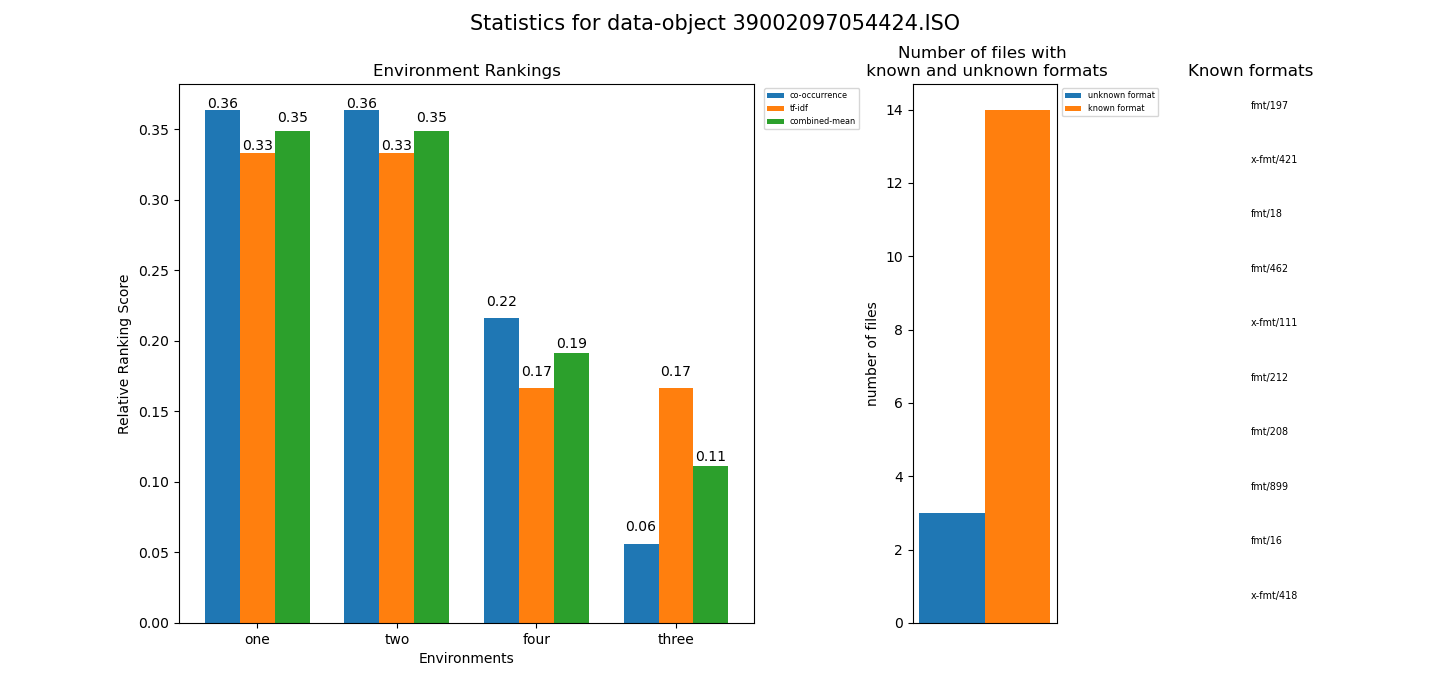 Statistics for data-object 39002097054424.ISO
Environment Rankings
Relative Ranking Score
0.35
0.30
0.25
0.20
0.15
0.10
0.05
0.00
0.36
0.33
0.35
0.36
0.33
0.35
0.22
0.17
0.19
0.06
0.17
0.11
one
two
four
three
Environments
co-occurrence
tf-idf
combined-mean
Number of files with
known and unknown formats
number of files
14
12
10
8
6
4
2
0
unknown format
known format
Known formats
fmt/197
x-fmt/421
fmt/18
fmt/462
x-fmt/111
fmt/212
fmt/208
fmt/899
fmt/16
x-fmt/418